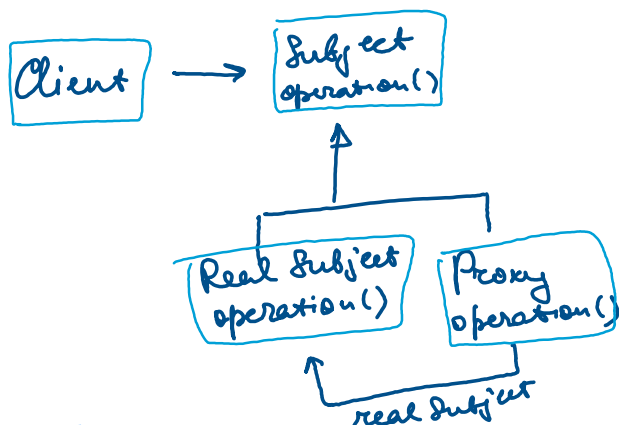 Client
Subject
operation()
Real Subject
operation()
Proxy
operation()
real Subject